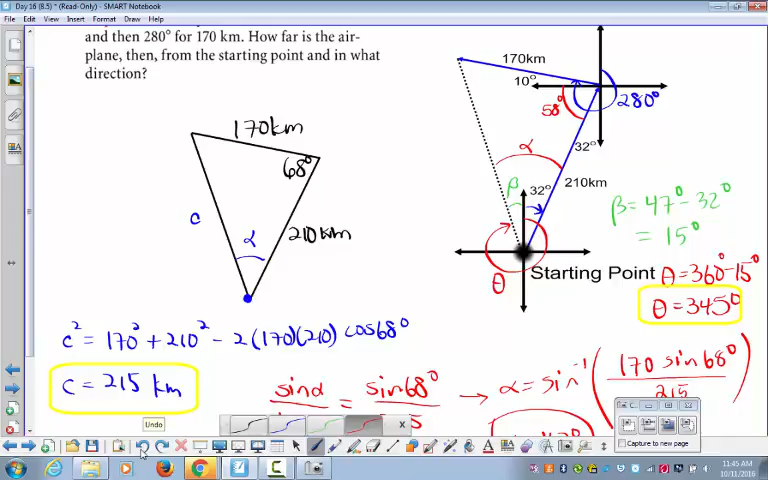 Day 16 (8.5) * (Read-Only) - SMART Notebook
File Edit View Insert Format Tools Add-ons Draw Help
and then 280° for 170 km. How far is the air-
plane, then, from the starting point and in what
direction?
170km
68°
c
α
210km
170km
10°
280°
58°
32°
α
β
32°
210km
θ
Starting Point
β = 47° - 32°
= 15°
θ = 360° - 15°
θ = 345°
c² = 170² + 210² - 2(170)(210) cos68°
c = 215 km
sinα = sin68° → α = sin⁻¹ ( 170 sin68° / 215 )
Undo
Capture to new page
11:45 AM
10/11/2016